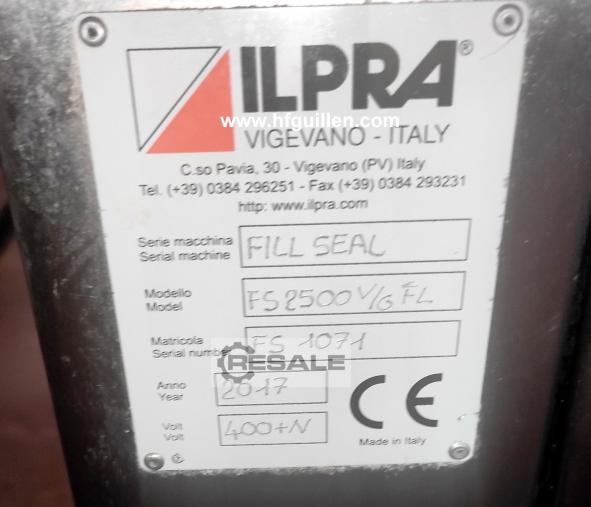 ILPRA®
www.hfguillen.com
VIGEVANO - ITALY
C.so Pavia, 30 - Vigevano (PV) Italy
Tel. (+39) 0384 296251 - Fax (+39) 0384 293231
http: www.ilpra.com
Serie macchina
Serial machine
FILL SEAL
Modello
Model
FS2500 V/G FL
Matricola
Serial numbe
FS 1071
RESALE
Anno
Year
2017
Volt
Volt
400+N
CE
Made in Italy